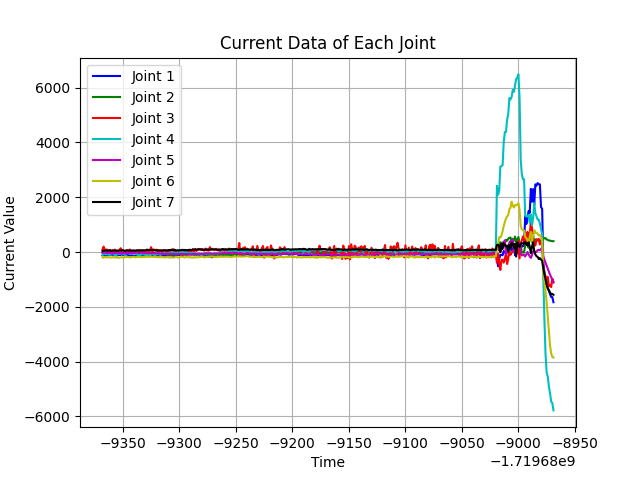 Current Data of Each Joint
Joint 1
Joint 2
Joint 3
Joint 4
Joint 5
Joint 6
Joint 7
6000
4000
2000
0
−2000
−4000
−6000
Current Value
−9350 −9300 −9250 −9200 −9150 −9100 −9050 −9000 −8950
Time
−1.71968e9